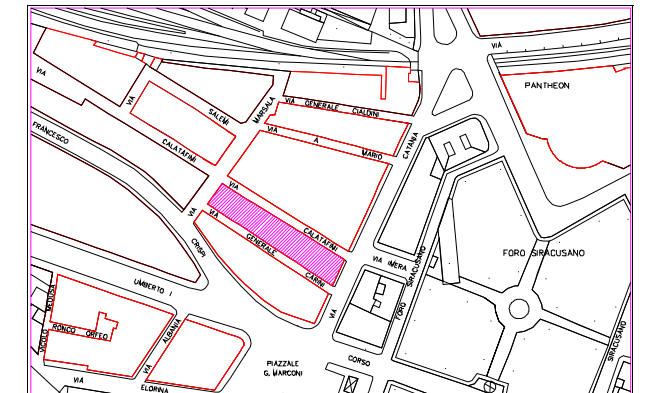 PANTHEON
VIA GENERALE CIALDINI
MARSALA
VIA
SALEMI
VIA
FRANCESCO
CALATAFIMI
VIA A MARIO
CATANIA
VIA
VIA
VIA
CALATAFIMI
GENERALE
CARINI
CRISPI
VIA IMERA
FORO SIRACUSANO
FORO SIRACUSANO
UMBERTO I
VICOLO MEDUSA
RONCO ORFEO
VIA ALBANIA
VIA
SIRACUSANO
PIAZZALE
G. MARCONI
CORSO
VIA
ELORINA